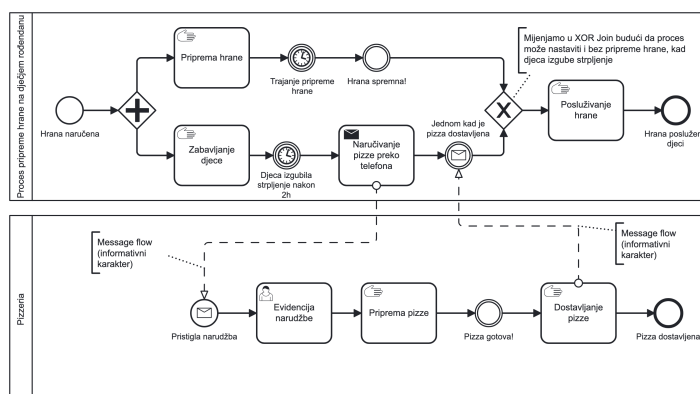 Proces pripreme hrane na dječjem rođendanu
Hrana naručena
Priprema hrane
Trajanje pripreme
hrane
Hrana spremna!
Mijenjamo u XOR Join budući da proces
može nastaviti i bez pripreme hrane, kad
djeca izgube strpljenje
Zabavljanje
djece
Djeca izgubila
strpljenje nakon
2h
Naručivanje
pizze preko
telefona
Jednom kad je
pizza dostavljena
X
Posluživanje
hrane
Hrana poslužen
djeci
Pizzeria
Message flow
(informativni
karakter)
Message flow
(informativni
karakter)
Pristigla narudžba
Evidencija
narudžbe
Priprema pizze
Pizza gotova!
Dostavljanje
pizze
Pizza dostavljena